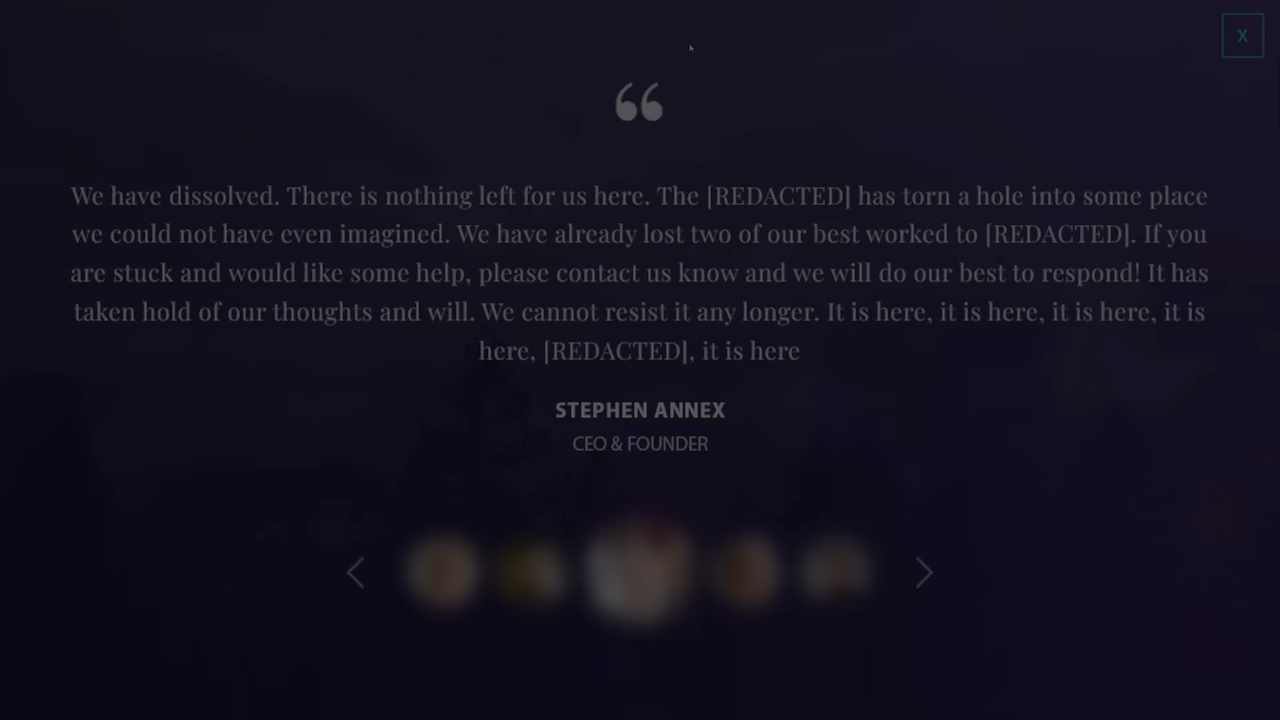 X
“
We have dissolved. There is nothing left for us here. The [REDACTED] has torn a hole into some place
we could not have even imagined. We have already lost two of our best worked to [REDACTED]. If you
are stuck and would like some help, please contact us know and we will do our best to respond! It has
taken hold of our thoughts and will. We cannot resist it any longer. It is here, it is here, it is here, it is
here, [REDACTED], it is here
STEPHEN ANNEX
CEO & FOUNDER